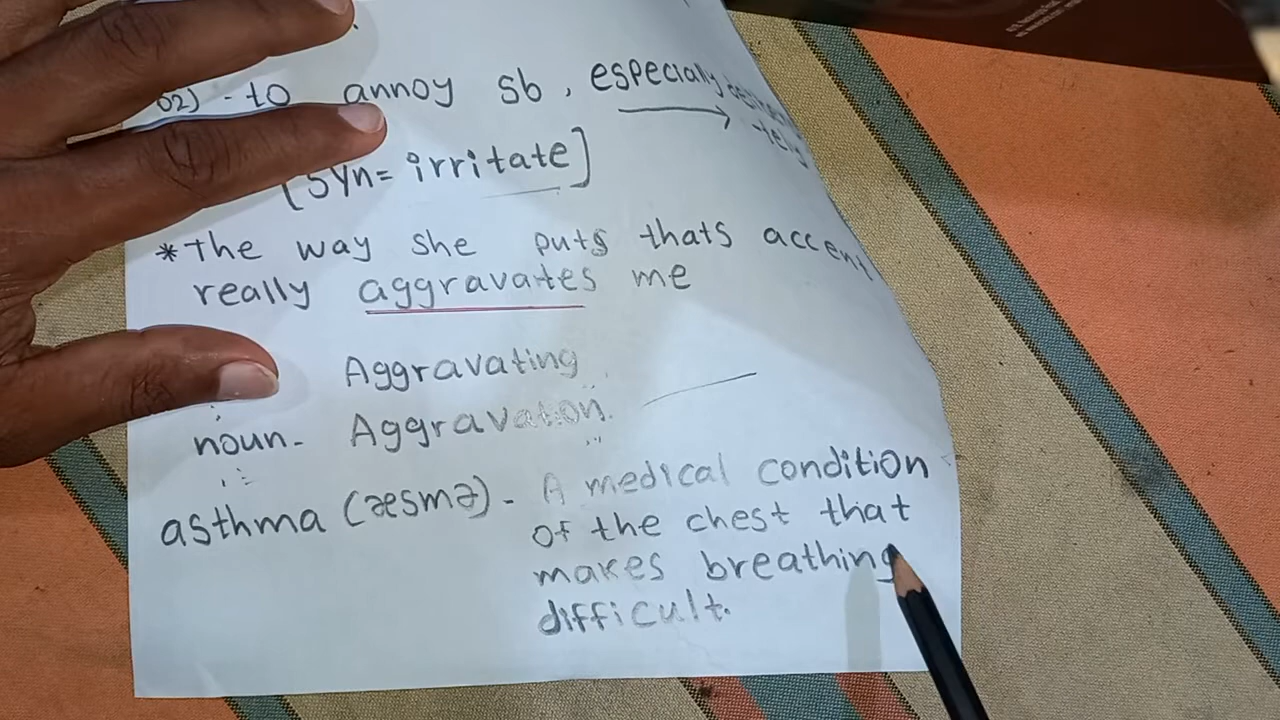 02) - to annoy sb, especially
[Syn= irritate]
*The way she puts thats accent
really aggravates me
Aggravating
noun- Aggravation.
asthma (æsmə) - A medical condition
of the chest that
makes breathing
difficult.